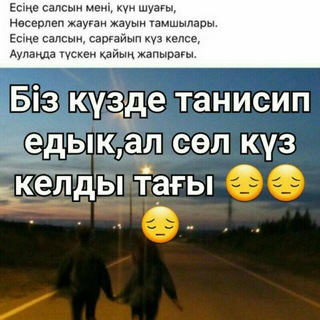 Есіңе салсын мені, күн шуағы,
Нөсерлеп жауған жауын тамшылары.
Есіңе салсын, сарғайып күз келсе,
Аулаңда түскен қайың жапырағы.
Біз күзде танисип
едык,ал сөл күз
келды тағы 😔😔
😔